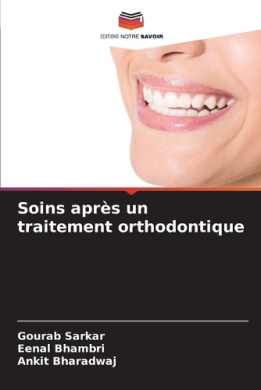 EDITIONS NOTRE SAVOIR
Soins après un
traitement orthodontique
Gourab Sarkar
Eenal Bhambri
Ankit Bharadwaj